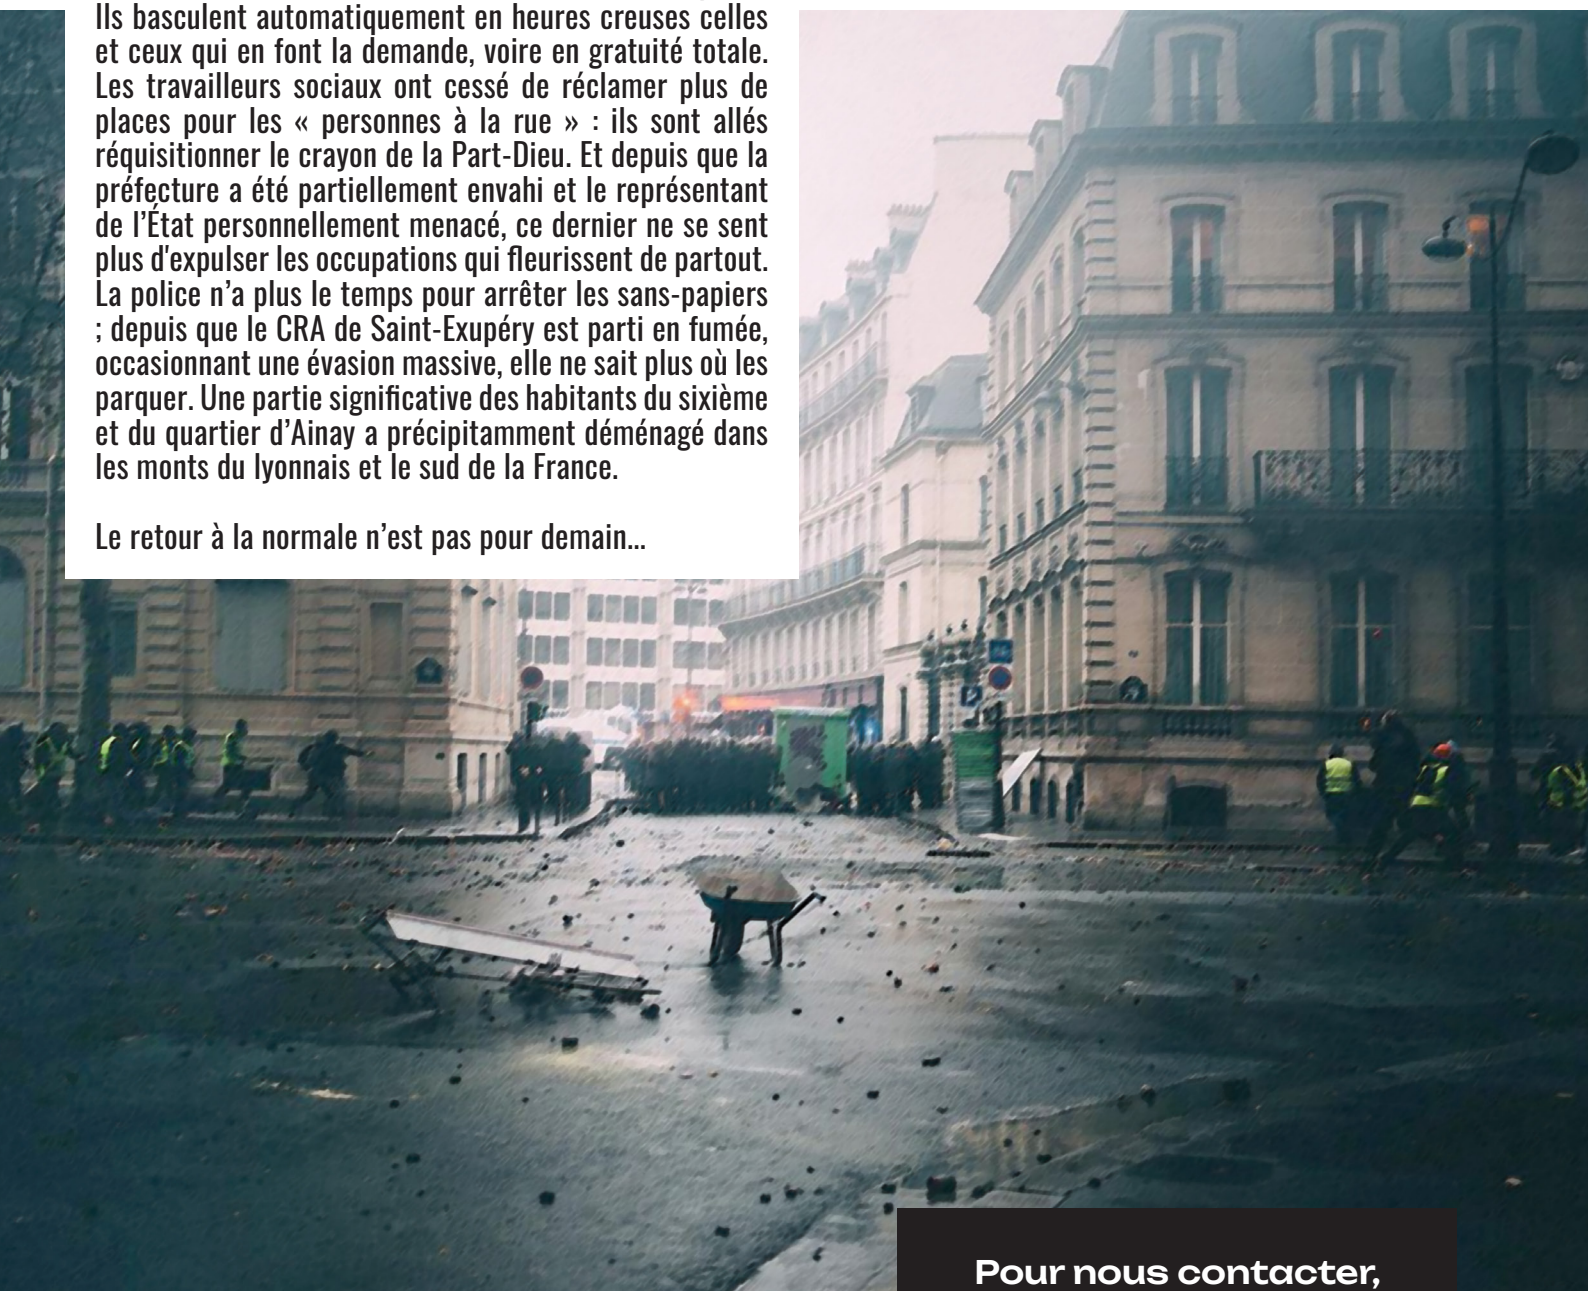 Ils basculent automatiquement en heures creuses celles
et ceux qui en font la demande, voire en gratuité totale.
Les travailleurs sociaux ont cessé de réclamer plus de
places pour les « personnes à la rue » : ils sont allés
réquisitionner le crayon de la Part-Dieu. Et depuis que la
préfecture a été partiellement envahi et le représentant
de l’État personnellement menacé, ce dernier ne se sent
plus d'expulser les occupations qui fleurissent de partout.
La police n’a plus le temps pour arrêter les sans-papiers
; depuis que le CRA de Saint-Exupéry est parti en fumée,
occasionnant une évasion massive, elle ne sait plus où les
parquer. Une partie significative des habitants du sixième
et du quartier d’Ainay a précipitamment déménagé dans
les monts du lyonnais et le sud de la France.
Le retour à la normale n’est pas pour demain...
Pour nous contacter,